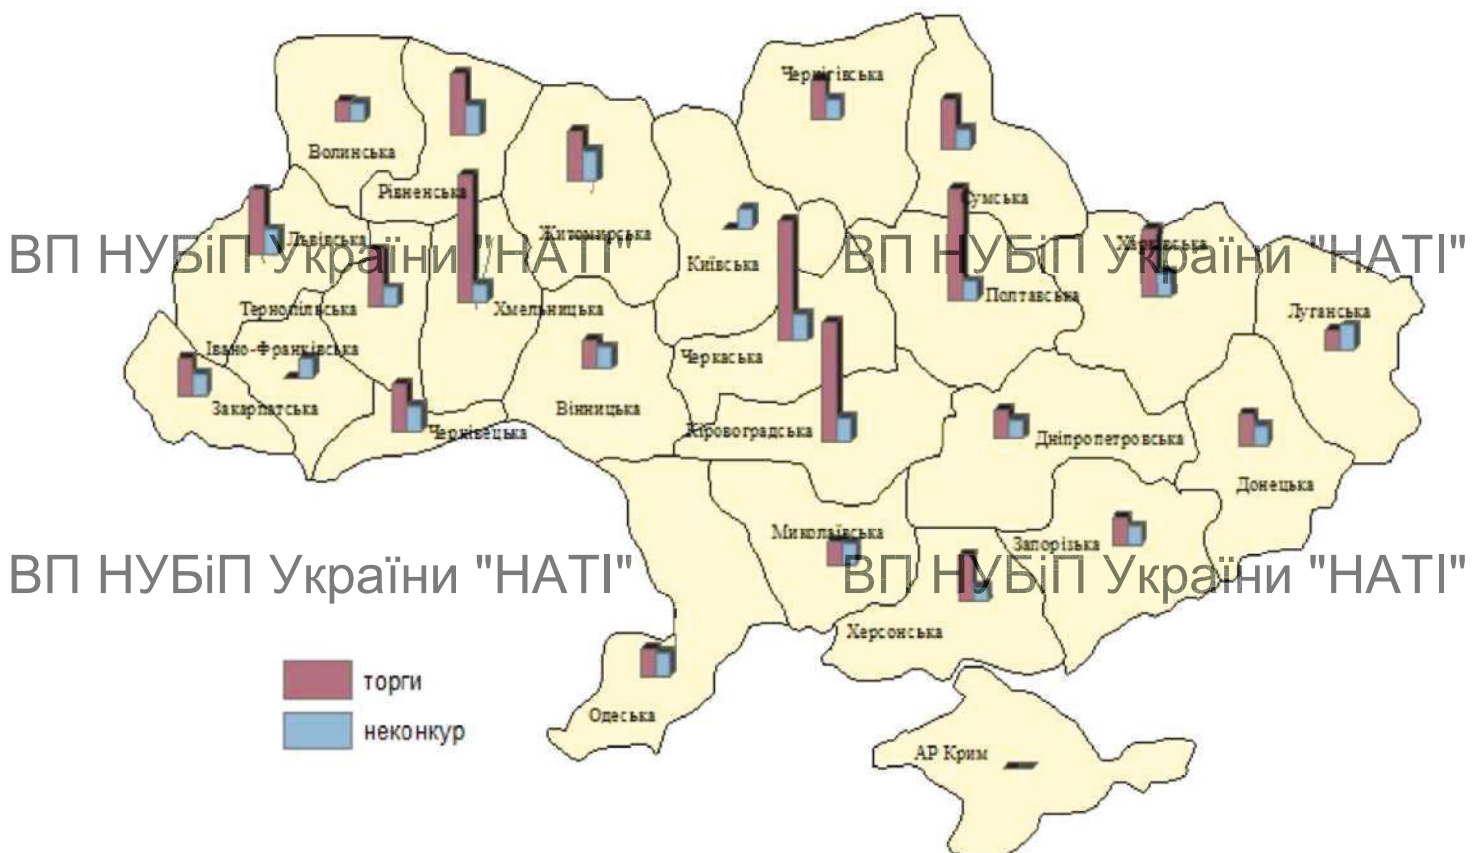 Чернігівська
Волинська
Рівненська
Сумська
Житомирська
Львівська
Київська
Харківська
ВП НУБіП України "НАТІ"
ВП НУБіП України "НАТІ"
Тернопілвська
Хмельницька
Полтавська
Луганська
Івано-Франківська
Черкаська
Закарпатська
Вінницька
Чернівецька
Кіровоградська
Дніпропетровська
Донецька
Миколаївська
Запорізька
ВП НУБіП України "НАТІ"
ВП НУБіП України "НАТІ"
Херсонська
торги
Одеська
неконкур
АР Крим